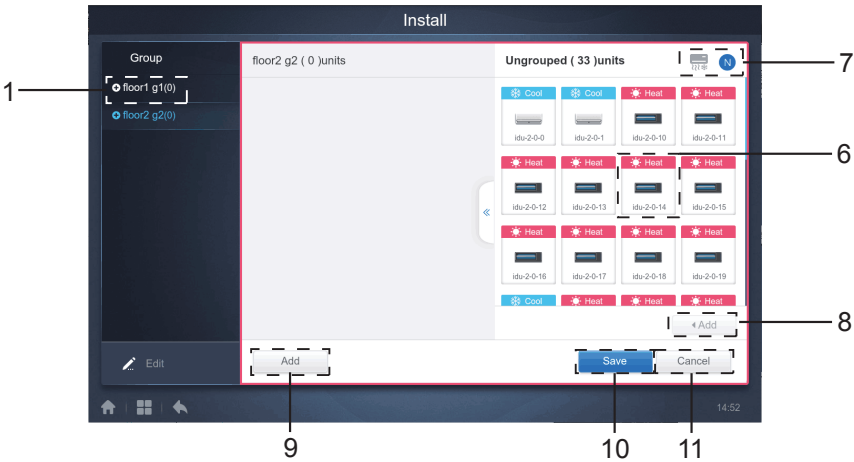 Install
Group
floor2 g2 ( 0 )units
Ungrouped ( 33 )units
N
7
1
floor1 g1(0)
Cool
Cool
Heat
Heat
floor2 g2(0)
idu-2-0-0
idu-2-0-1
idu-2-0-10
idu-2-0-11
6
Heat
Heat
Heat
Heat
idu-2-0-12
idu-2-0-13
idu-2-0-14
idu-2-0-15
«
Heat
Heat
Heat
Heat
idu-2-0-16
idu-2-0-17
idu-2-0-18
idu-2-0-19
Cool
Heat
Heat
Heat
Add
8
Edit
Add
Save
Cancel
14:52
9
10
11